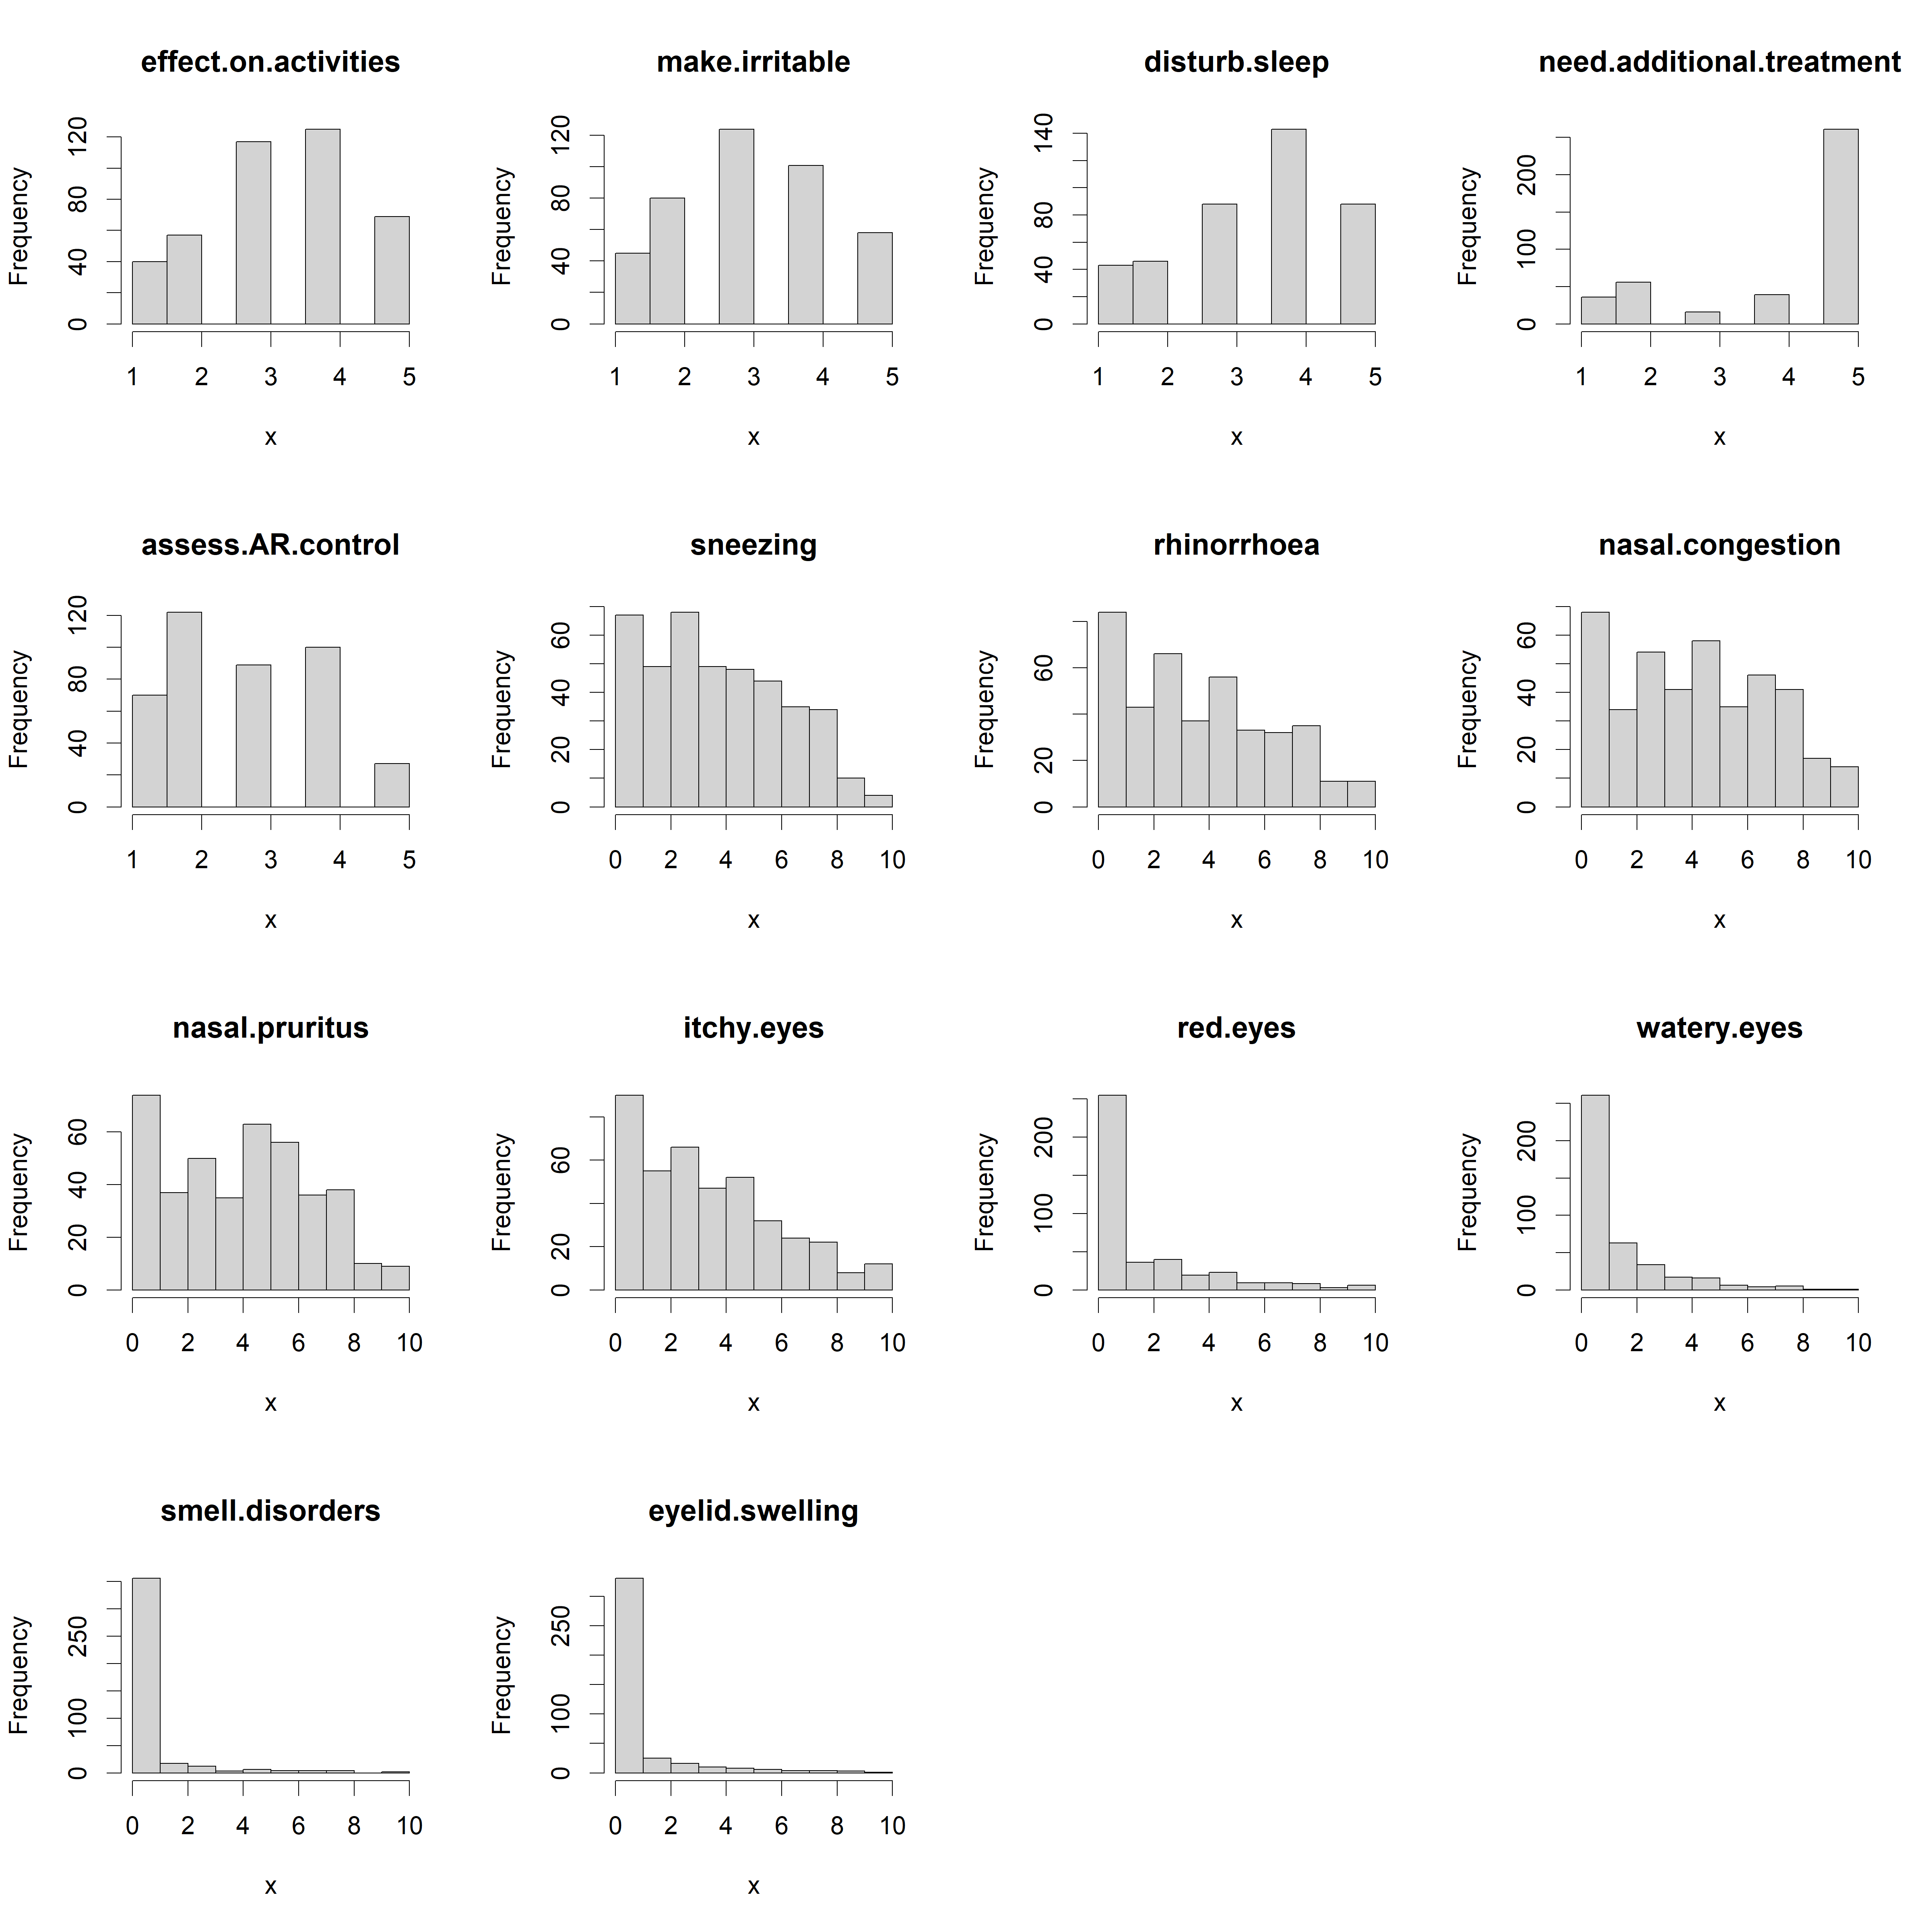 effect.on.activities
Frequency
0 40 80 120
1 2 3 4 5
x
make.irritable
Frequency
0 40 80 120
1 2 3 4 5
x
disturb.sleep
Frequency
0 40 80 140
1 2 3 4 5
x
need.additional.treatment
Frequency
0 100 200
1 2 3 4 5
x
assess.AR.control
Frequency
0 40 80 120
1 2 3 4 5
x
sneezing
Frequency
0 20 40 60
0 2 4 6 8 10
x
rhinorrhoea
Frequency
0 20 60
0 2 4 6 8 10
x
nasal.congestion
Frequency
0 20 40 60
0 2 4 6 8 10
x
nasal.pruritus
Frequency
0 20 40 60
0 2 4 6 8 10
x
itchy.eyes
Frequency
0 20 60
0 2 4 6 8 10
x
red.eyes
Frequency
0 100 200
0 2 4 6 8 10
x
watery.eyes
Frequency
0 100 200
0 2 4 6 8 10
x
smell.disorders
Frequency
0 100 250
0 2 4 6 8 10
x
eyelid.swelling
Frequency
0 100 250
0 2 4 6 8 10
x